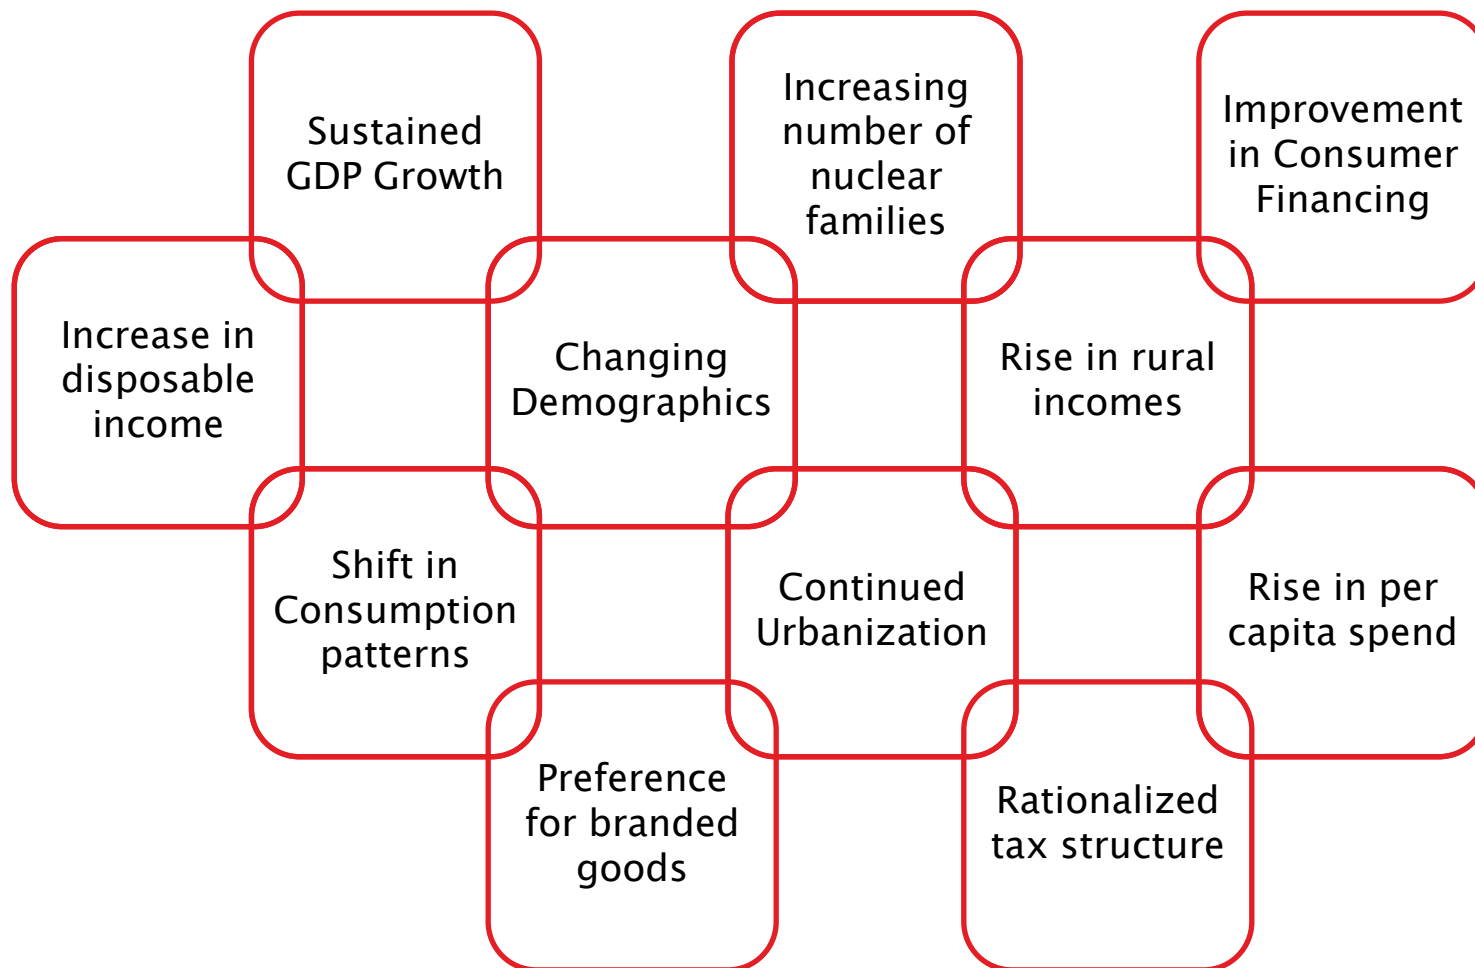 Sustained
GDP Growth
Increasing
number of
nuclear
families
Improvement
in Consumer
Financing
Increase in
disposable
income
Changing
Demographics
Rise in rural
incomes
Shift in
Consumption
patterns
Continued
Urbanization
Rise in per
capita spend
Preference
for branded
goods
Rationalized
tax structure